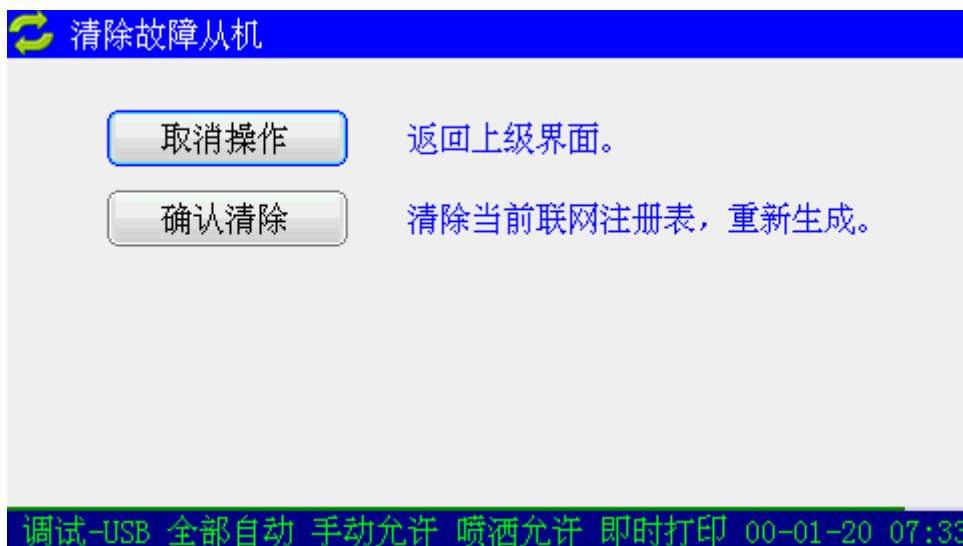 清除故障从机
取消操作 返回上级界面。
确认清除 清除当前联网注册表，重新生成。
调试-USB 全部自动 手动允许 喷洒允许 即时打印 00-01-20 07:33